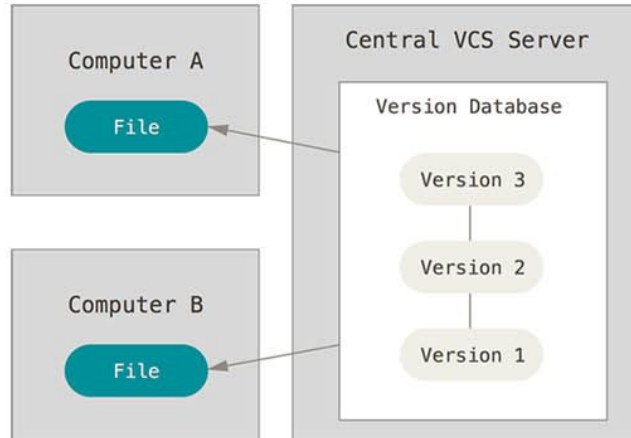 Computer A
File
Computer B
File
Central VCS Server
Version Database
Version 3
Version 2
Version 1